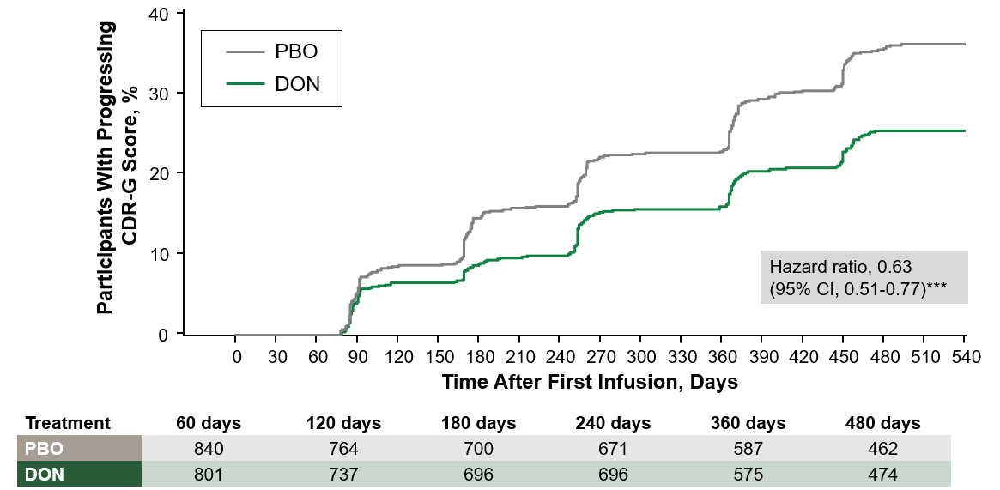 Participants With Progressing
CDR-G Score, %
40
30
20
10
0
PBO
DON
Hazard ratio, 0.63
(95% CI, 0.51-0.77)***
0 30 60 90 120 150 180 210 240 270 300 330 360 390 420 450 480 510 540
Time After First Infusion, Days
Treatment 60 days 120 days 180 days 240 days 360 days 480 days
PBO 840 764 700 671 587 462
DON 801 737 696 696 575 474